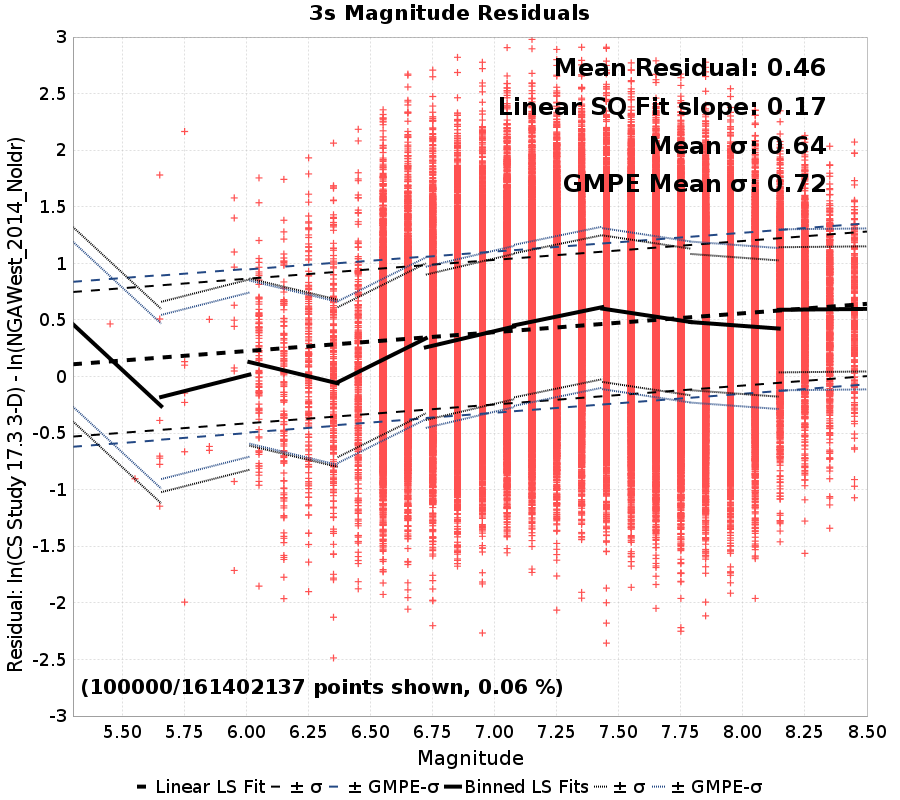 3s Magnitude Residuals
Mean Residual: 0.46
Linear SQ Fit slope: 0.17
Mean σ: 0.64
GMPE Mean σ: 0.72
Residual: ln(CS Study 17.3 3-D) - ln(NGAWest_2014_NoIdr)
3
2.5
2
1.5
1
0.5
0
-0.5
-1
-1.5
-2
-2.5
-3
(100000/161402137 points shown, 0.06 %)
5.50 5.75 6.00 6.25 6.50 6.75 7.00 7.25 7.50 7.75 8.00 8.25 8.50
Magnitude
Linear LS Fit ± σ ± GMPE-σ Binned LS Fits ± σ ± GMPE-σ